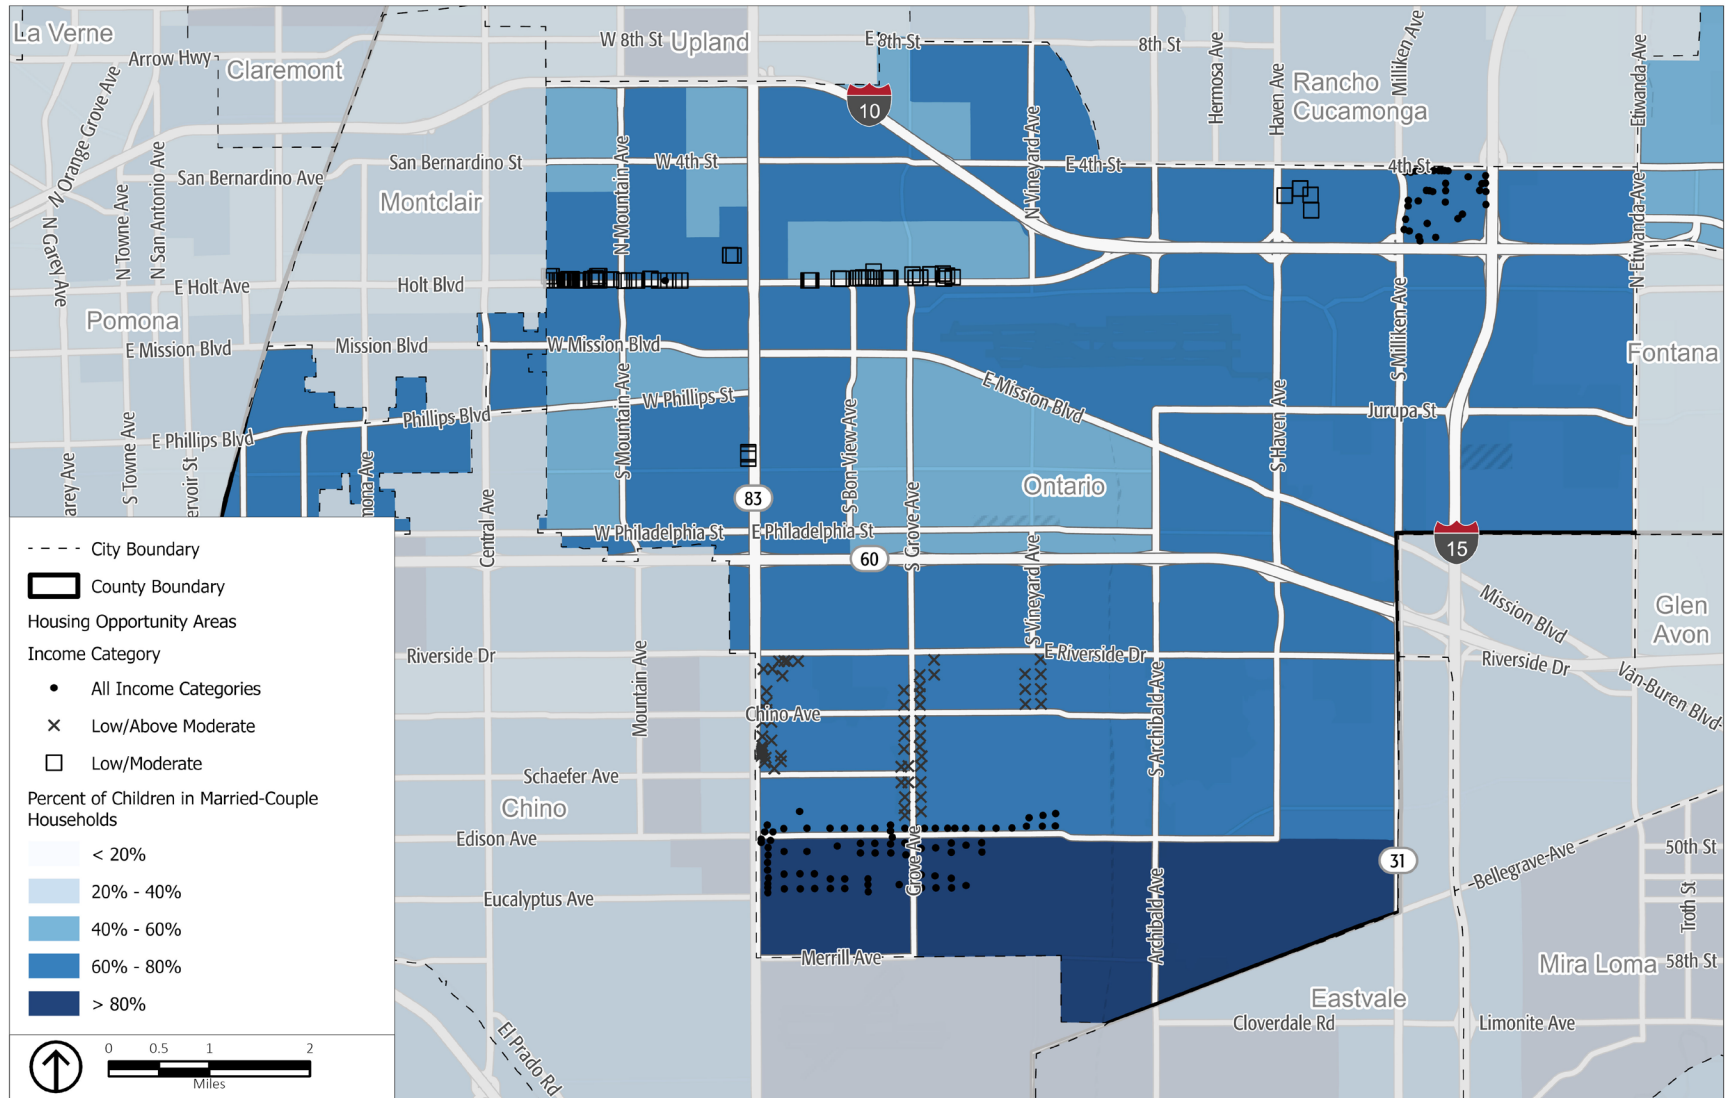 La Verne
Arrow Hwy
Claremont
W 8th St
Upland
E 8th St
8th St
Hermosa Ave
Haven Ave
Rancho
Cucamonga
Milliken Ave
Etiwanda Ave
N Orange Grove Ave
10
San Bernardino St
San Bernardino Ave
W 4th St
E 4th St
4th St
Montclair
N Garey Ave
N Towne Ave
N San Antonio Ave
N Mountain Ave
N Vineyard Ave
N Etiwanda Ave
E Holt Ave
Holt Blvd
Pomona
E Mission Blvd
Mission Blvd
W Mission Blvd
E Mission Blvd
S Milliken Ave
Fontana
W Phillips St
Phillips Blvd
E Phillips Blvd
Jurupa St
S Mountain Ave
S Bon View Ave
S Haven Ave
arey Ave
S Towne Ave
ervoir St
mona Ave
Central Ave
83
S Grove Ave
Ontario
W Philadelphia St
E Philadelphia St
60
S Vineyard Ave
15
Mission Blvd
Glen
Avon
Riverside Dr
E Riverside Dr
Riverside Dr
Van Buren Blvd
Mountain Ave
Chino Ave
S Archibald Ave
Schaefer Ave
Chino
Edison Ave
Grove Ave
31
Bellegrave Ave
50th St
Eucalyptus Ave
Archibald Ave
Troth St
Merrill Ave
Mira Loma
58th St
Eastvale
Cloverdale Rd
Limonite Ave
El Prado Rd
City Boundary
County Boundary
Housing Opportunity Areas
Income Category
All Income Categories
Low/Above Moderate
Low/Moderate
Percent of Children in Married-Couple
Households
< 20%
20% - 40%
40% - 60%
60% - 80%
> 80%
0 0.5 1 2
Miles